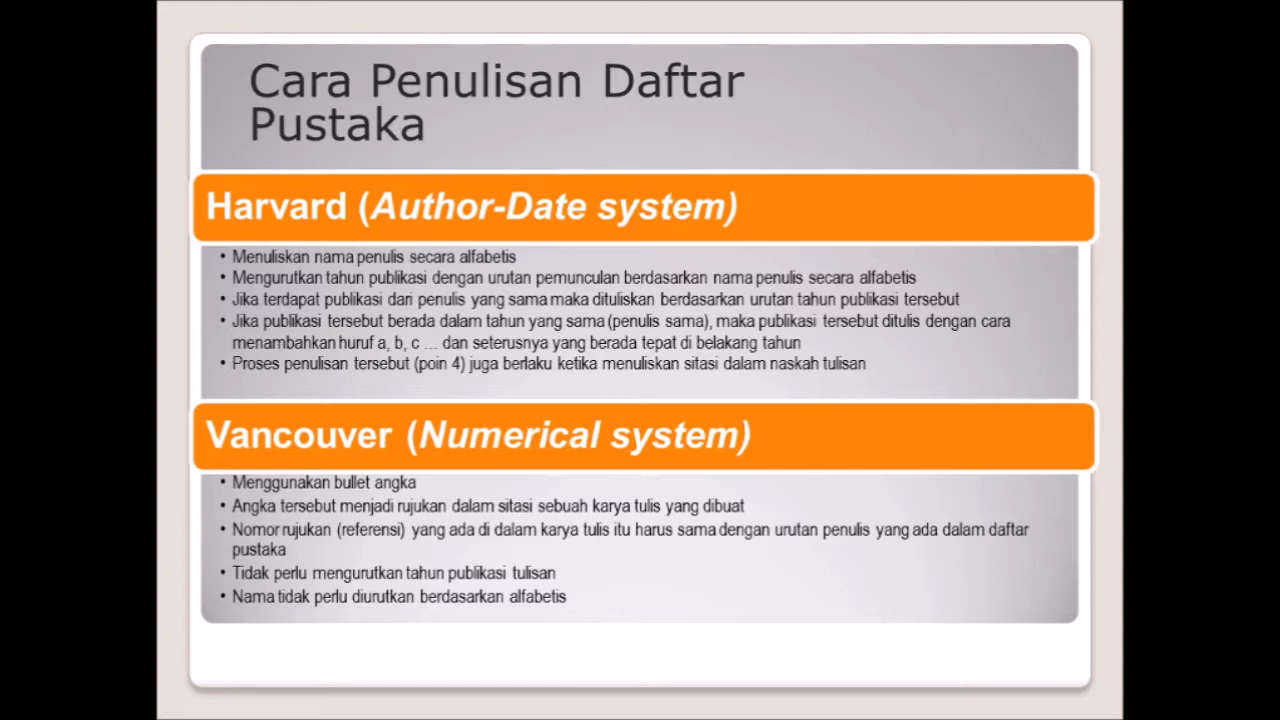 Cara Penulisan Daftar
Pustaka
Harvard (Author-Date system)
• Menuliskan nama penulis secara alfabetis
• Mengurutkan tahun publikasi dengan urutan pemunculan berdasarkan nama penulis secara alfabetis
• Jika terdapat publikasi dari penulis yang sama maka dituliskan berdasarkan urutan tahun publikasi tersebut
• Jika publikasi tersebut berada dalam tahun yang sama (penulis sama), maka publikasi tersebut ditulis dengan cara
menambahkan huruf a, b, c ... dan seterusnya yang berada tepat di belakang tahun
• Proses penulisan tersebut (poin 4) juga berlaku ketika menuliskan sitasi dalam naskah tulisan
Vancouver (Numerical system)
• Menggunakan bullet angka
• Angka tersebut menjadi rujukan dalam sitasi sebuah karya tulis yang dibuat
• Nomor rujukan (referensi) yang ada di dalam karya tulis itu harus sama dengan urutan penulis yang ada dalam daftar
pustaka
• Tidak perlu mengurutkan tahun publikasi tulisan
• Nama tidak perlu diurutkan berdasarkan alfabetis